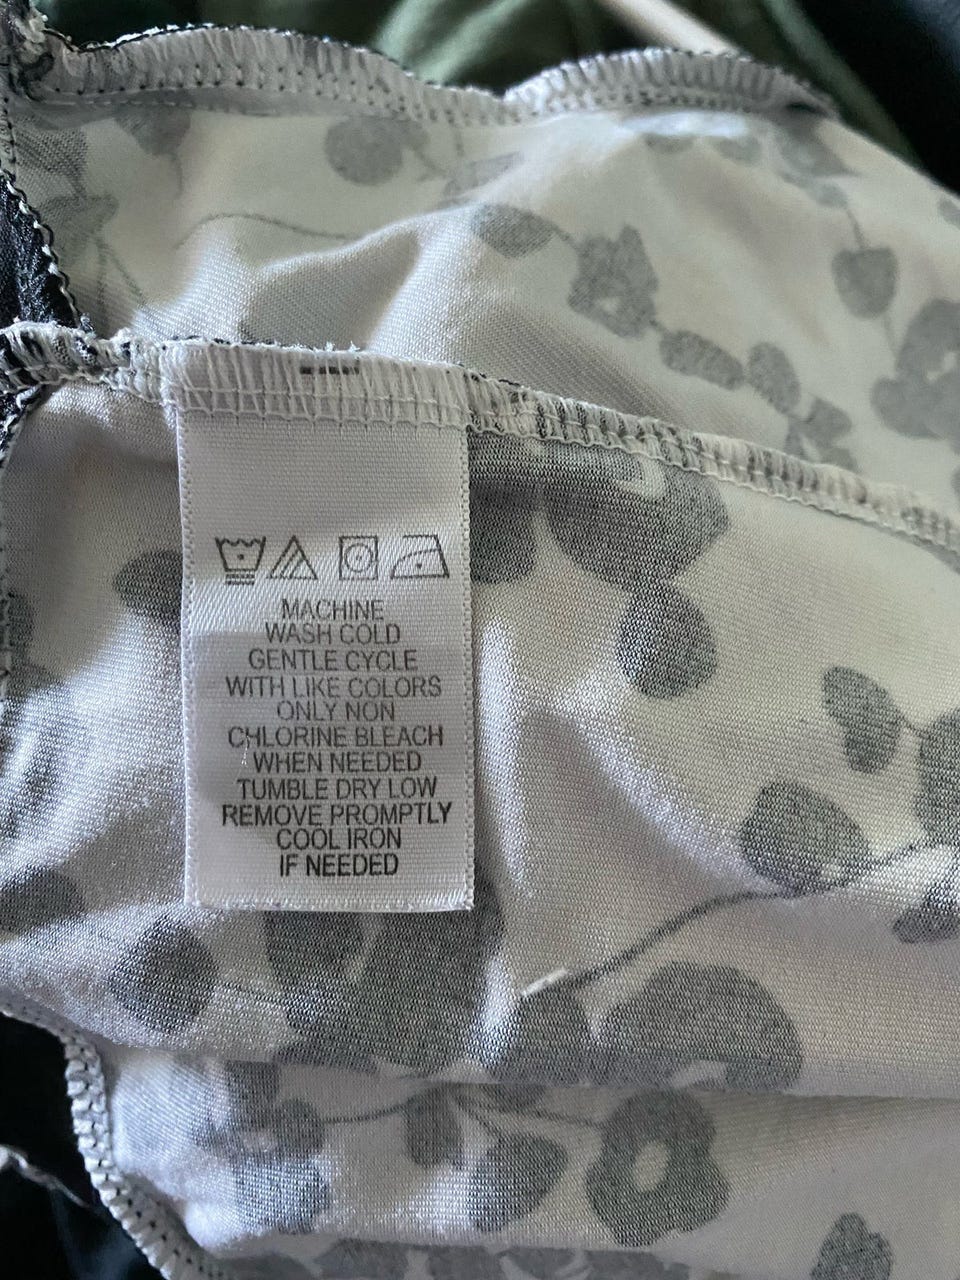 MACHINE
WASH COLD
GENTLE CYCLE
WITH LIKE COLORS
ONLY NON
CHLORINE BLEACH
WHEN NEEDED
TUMBLE DRY LOW
REMOVE PROMPTLY
COOL IRON
IF NEEDED